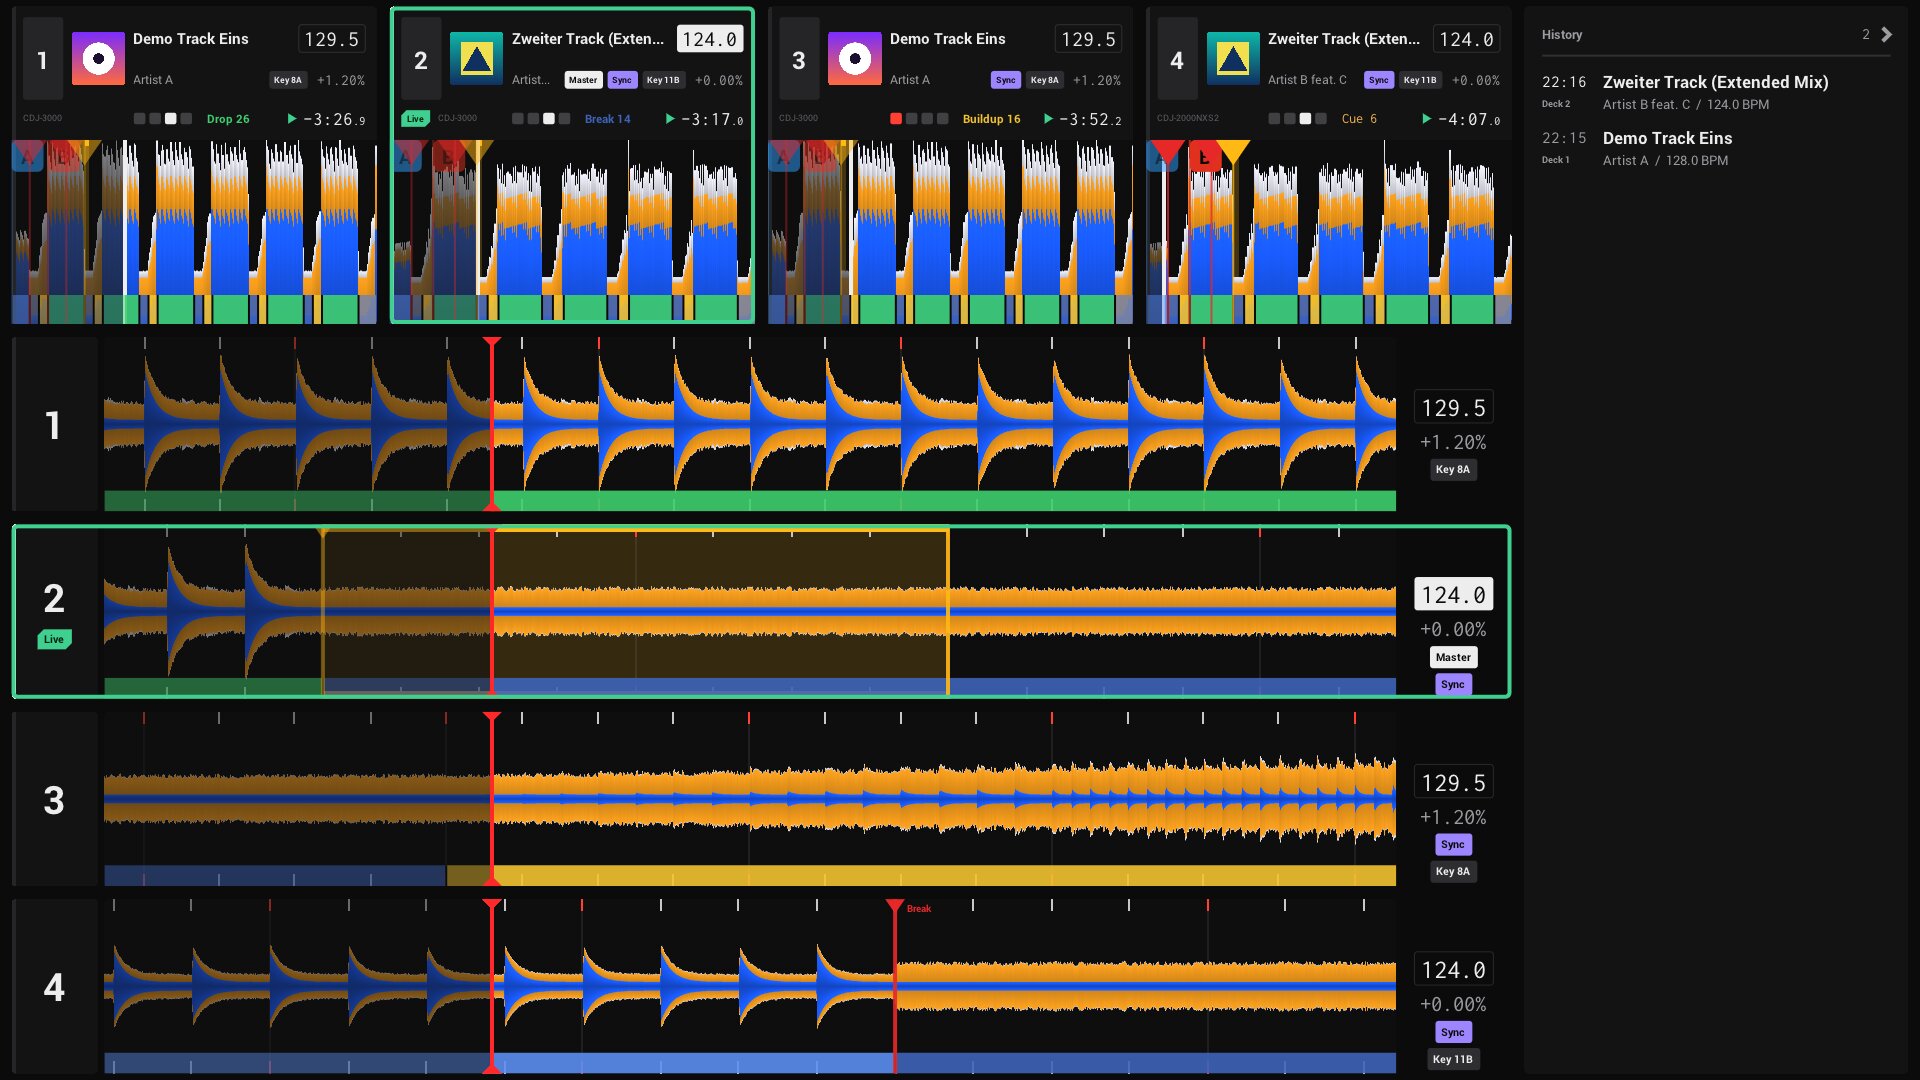 1
Demo Track Eins
129.5
Artist A
Key 8A
+1.20%
CDJ-3000
Drop 26
-3:26.9
A
2
Zweiter Track (Exten...
124.0
Artist...
Master
Sync
Key 11B
+0.00%
Live
CDJ-3000
Break 14
-3:17.0
A
3
Demo Track Eins
129.5
Artist A
Sync
Key 8A
+1.20%
CDJ-3000
Buildup 16
-3:52.2
A
4
Zweiter Track (Exten...
124.0
Artist B feat. C
Sync
Key 11B
+0.00%
CDJ-2000NXS2
Cue 6
-4:07.0
A
History
2
22:16
Zweiter Track (Extended Mix)
Deck 2
Artist B feat. C / 124.0 BPM
22:15
Demo Track Eins
Deck 1
Artist A / 128.0 BPM
1
129.5
+1.20%
Key 8A
2
Live
124.0
+0.00%
Master
Sync
3
129.5
+1.20%
Sync
Key 8A
4
Break
124.0
+0.00%
Sync
Key 11B